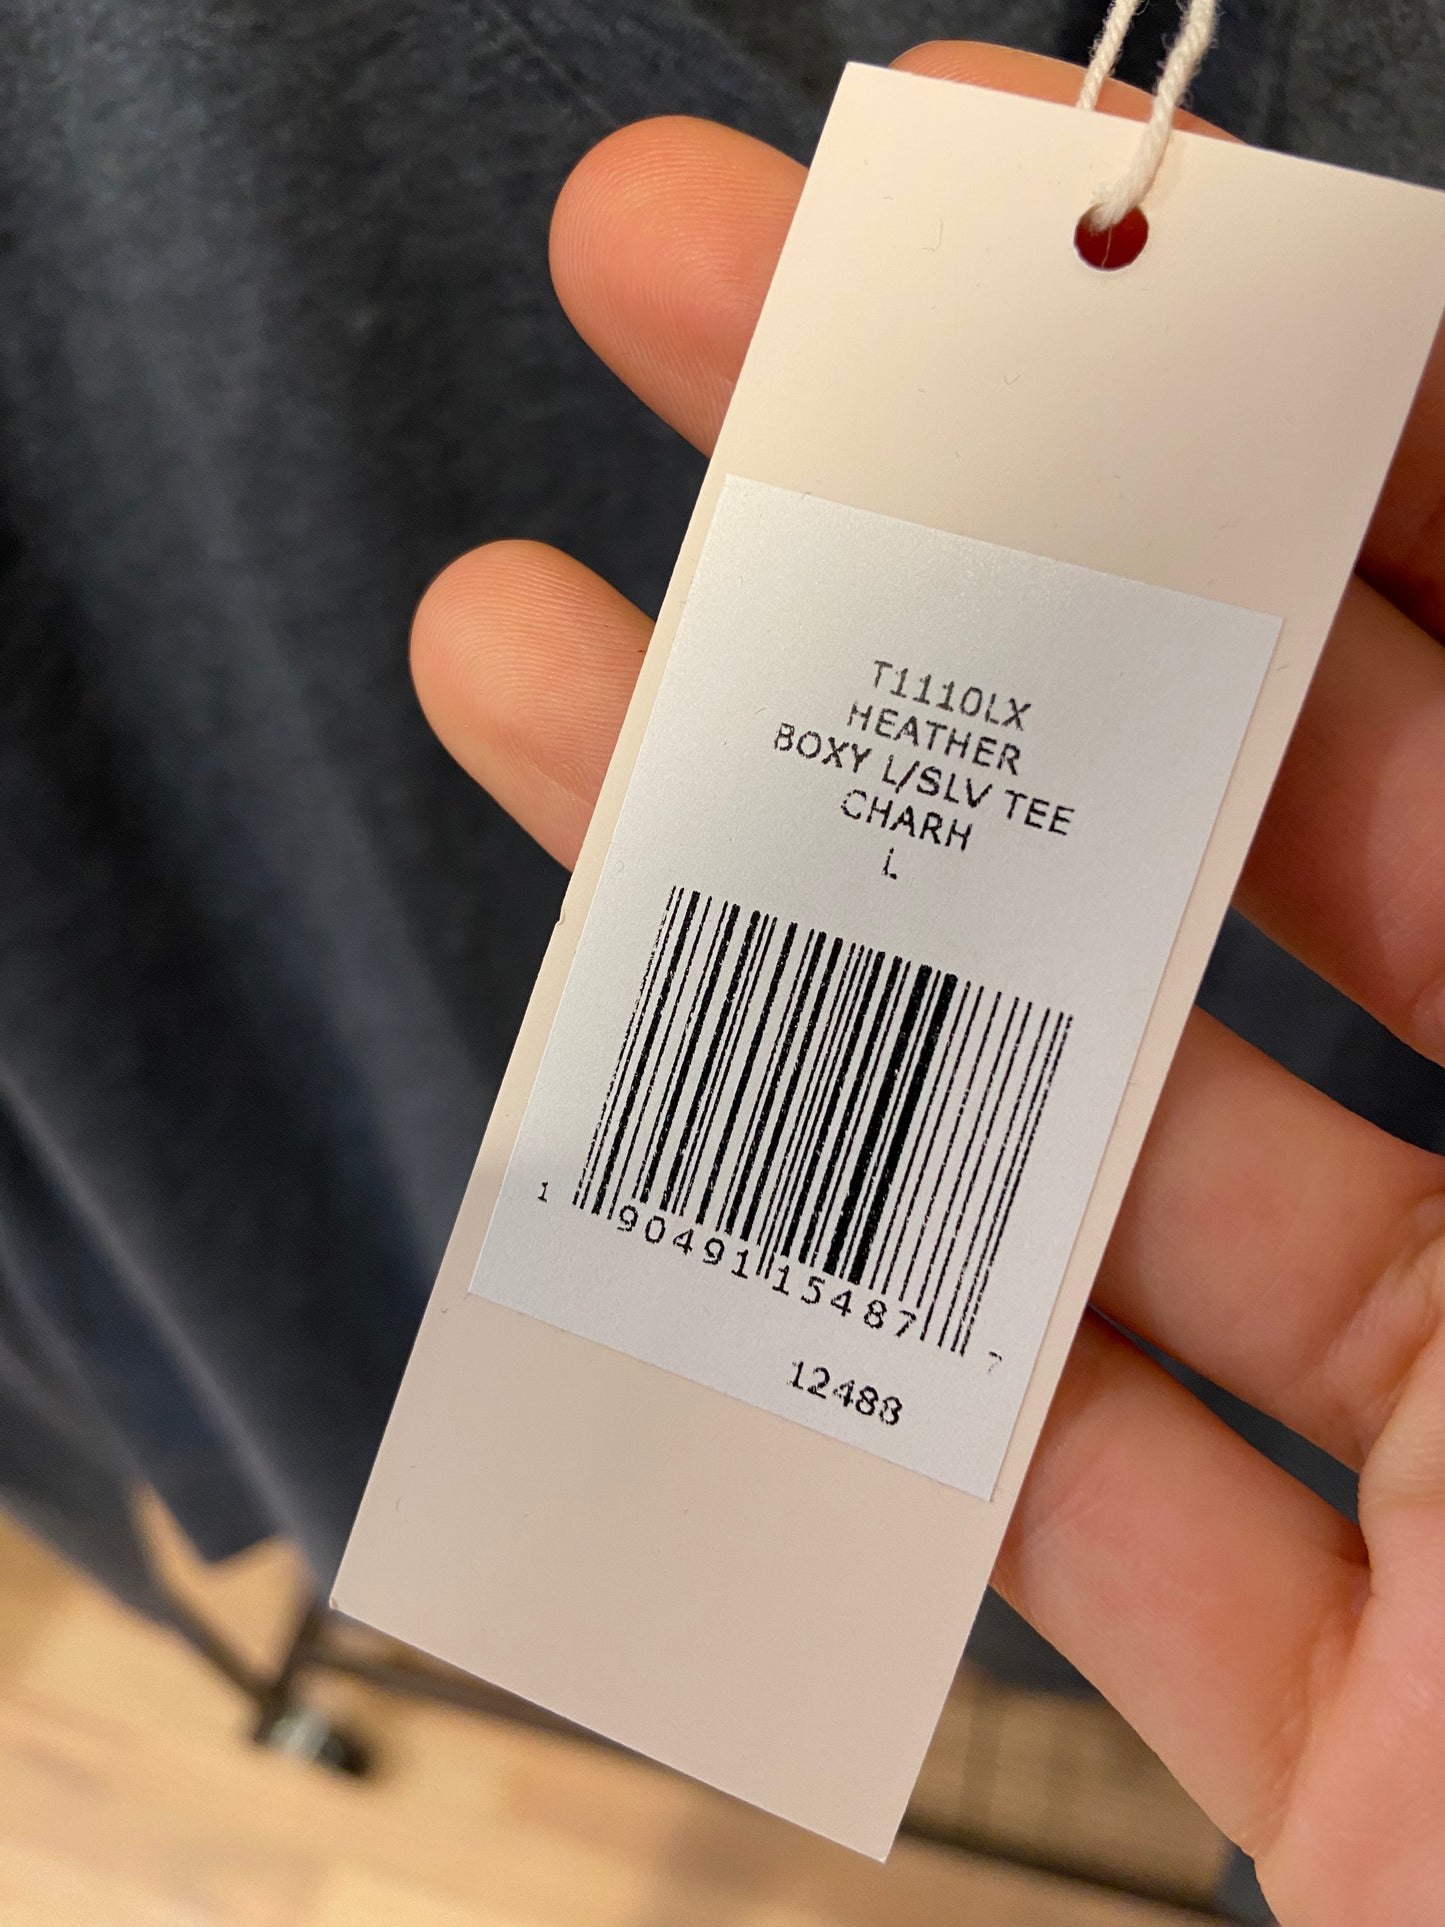 T1110LX
HEATHER
BOXY L/SLV TEE
CHARH
L
1 90491 15487 7
12488